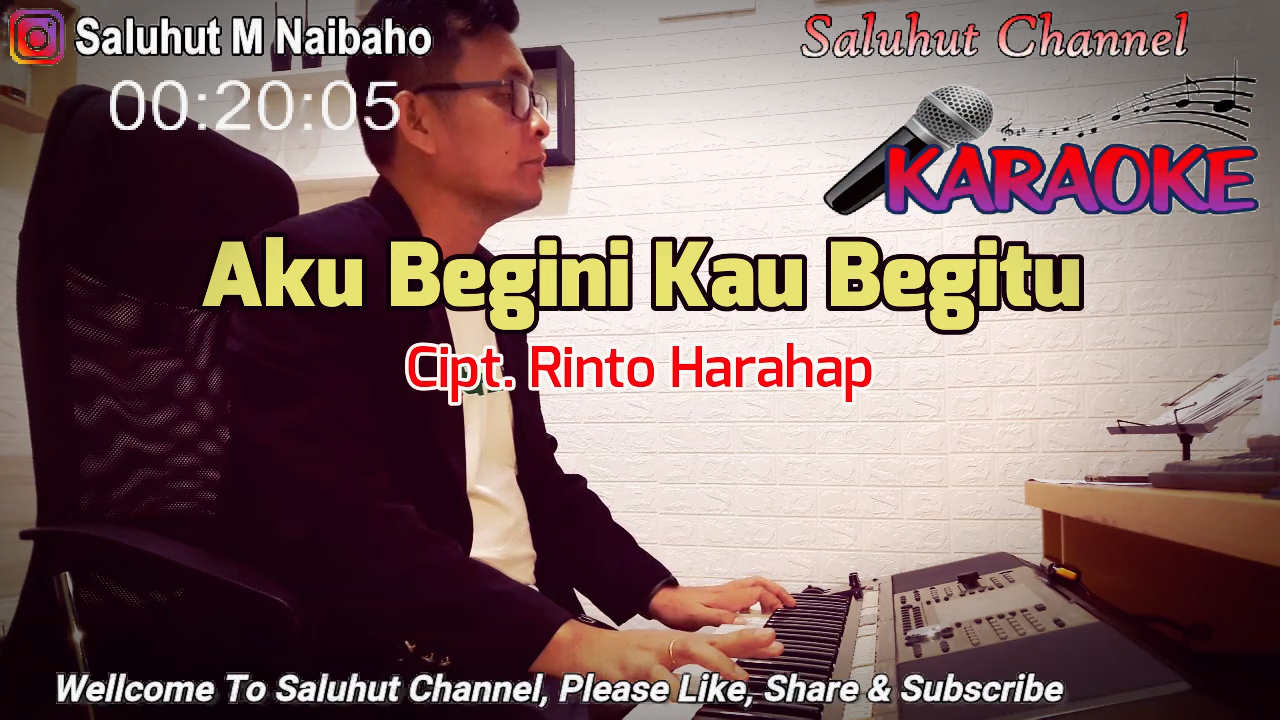 Saluhut M Naibaho
Saluhut Channel
00:20:05
KARAOKE
Aku Begini Kau Begitu
Cipt. Rinto Harahap
Wellcome To Saluhut Channel, Please Like, Share & Subscribe